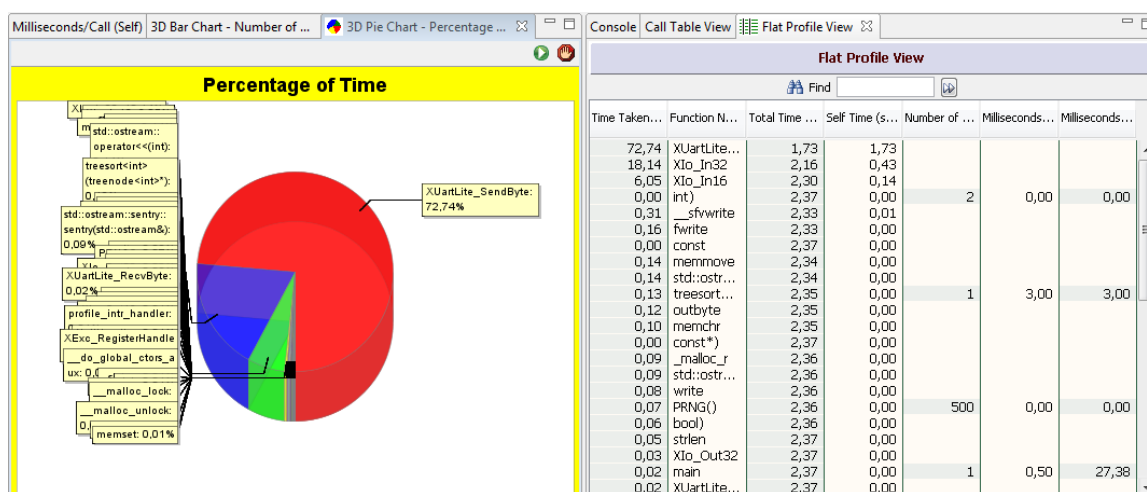 Milliseconds/Call (Self) 3D Bar Chart - Number of ... 3D Pie Chart - Percentage ...
Percentage of Time
std::ostream::
operator<<(int):
treesort<int>
(treenode<int>*):
std::ostream::sentry::
sentry(std::ostream&):
0,09%
XUartLite_RecvByte:
0,02%
profile_intr_handler:
XExc_RegisterHandle
__do_global_ctors_a
ux:
__malloc_lock:
__malloc_unlock:
memset: 0,01%
XUartLite_SendByte:
72,74%
Console Call Table View Flat Profile View
Flat Profile View
Find
Time Taken... Function N... Total Time ... Self Time (s... Number of ... Milliseconds... Milliseconds...
72,74 XUartLite... 1,73 1,73
18,14 XIo_In32 2,16 0,43
6,05 XIo_In16 2,30 0,14
0,00 int) 2,37 0,00 2 0,00 0,00
0,31 __sfvwrite 2,33 0,01
0,16 fwrite 2,33 0,00
0,00 const 2,37 0,00
0,14 memmove 2,34 0,00
0,14 std::ostr... 2,34 0,00
0,13 treesort... 2,35 0,00 1 3,00 3,00
0,12 outbyte 2,35 0,00
0,10 memchr 2,35 0,00
0,00 const*) 2,37 0,00
0,09 _malloc_r 2,36 0,00
0,09 std::ostr... 2,36 0,00
0,08 write 2,36 0,00
0,07 PRNG() 2,36 0,00 500 0,00 0,00
0,06 bool) 2,36 0,00
0,05 strlen 2,37 0,00
0,03 XIo_Out32 2,37 0,00
0,02 main 2,37 0,00 1 0,50 27,38
0,02 XUartLite... 2,37 0,00